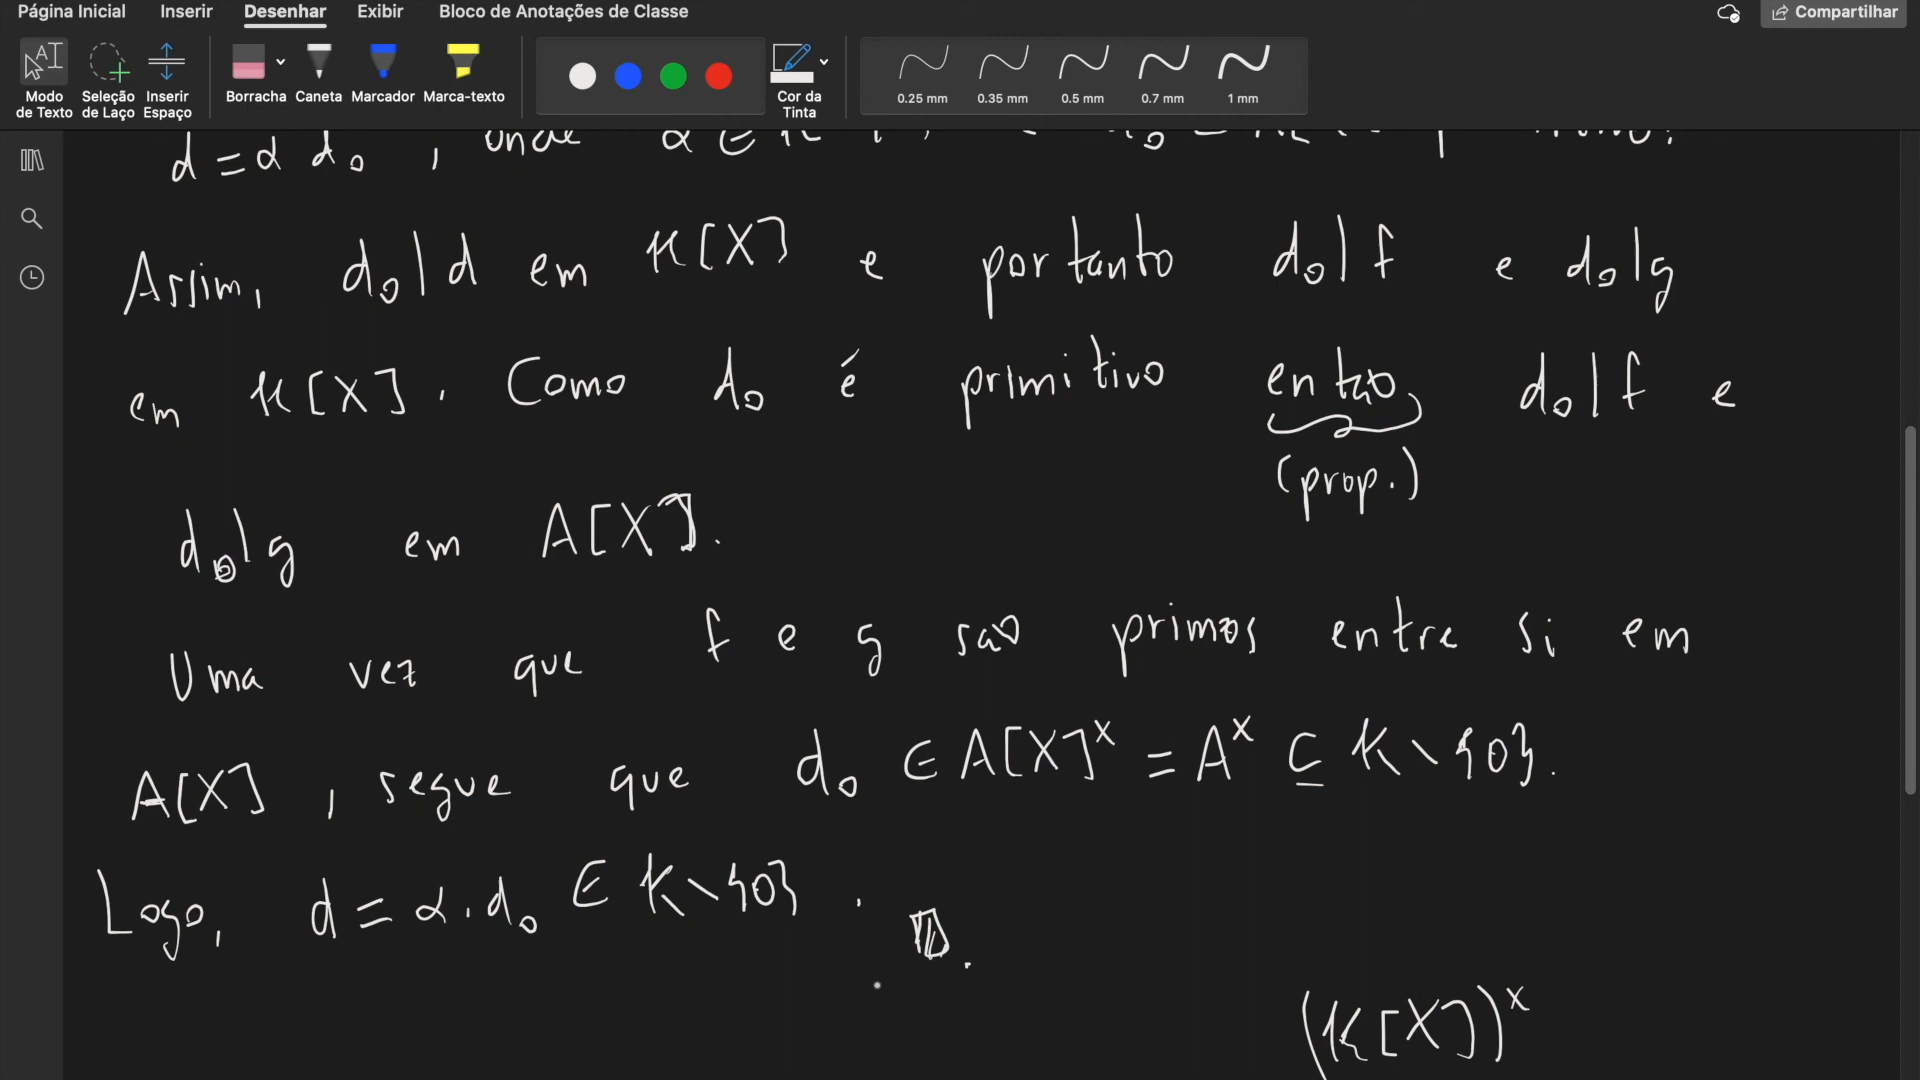 Página Inicial Inserir Desenhar Exibir Bloco de Anotações de Classe Compartilhar
Modo de Texto Seleção de Laço Inserir Espaço Borracha Caneta Marcador Marca-texto Cor da Tinta 0.25 mm 0.35 mm 0.5 mm 0.7 mm 1 mm
d = α d₀ , onde α ∈ K
Assim, d₀ | d em K[X] e portanto d₀ | f e d₀ | g
em K[X]. Como d₀ é primitivo então d₀ | f e
(prop.)
d₀ | g em A[X].
Uma vez que f e g são primos entre si em
A[X], segue que d₀ ∈ A[X]ˣ = Aˣ ⊆ K \ {0}.
Logo, d = α . d₀ ∈ K \ {0} .
(K[X])ˣ